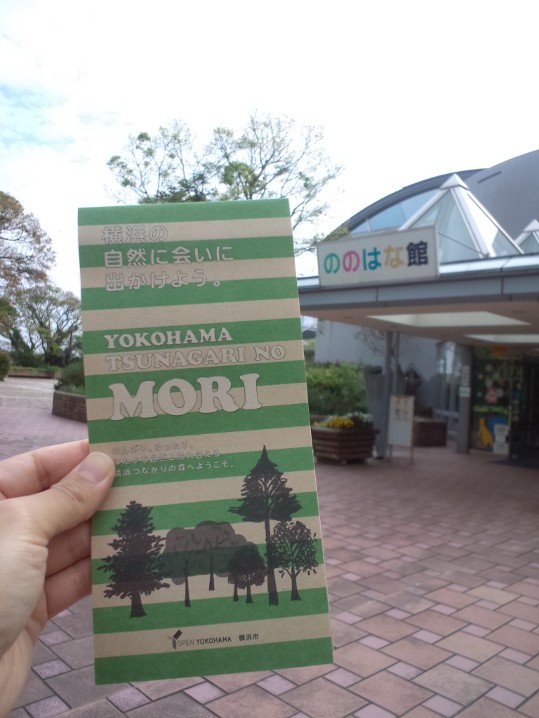 横浜の
自然に会いに
出かけよう。
YOKOHAMA
TSUNAGARI NO
MORI
横浜つながりの森へようこそ。
OPEN YOKOHAMA 横浜市
ののはな館